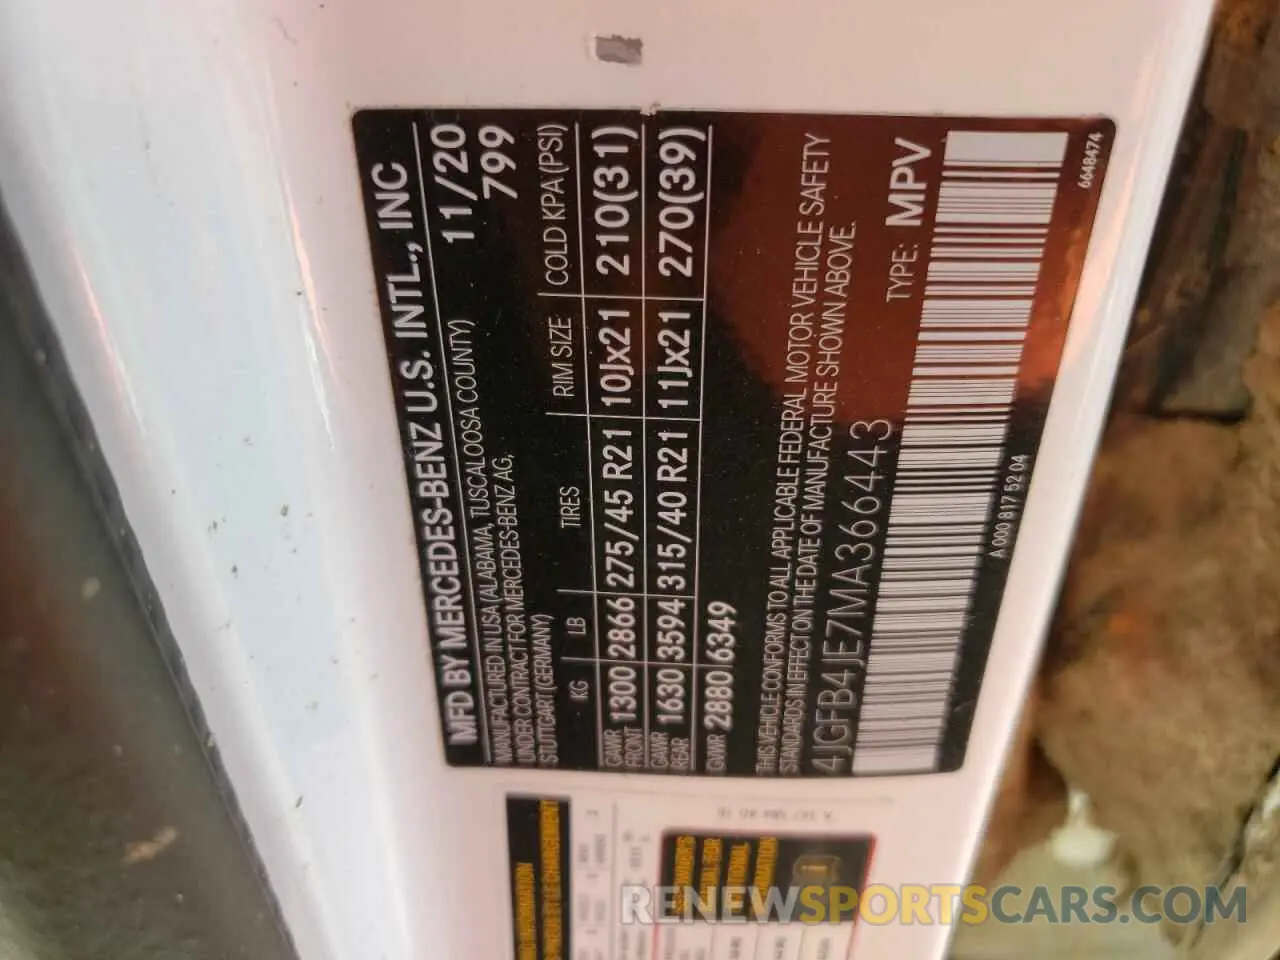 MFD BY MERCEDES-BENZ U.S. INTL., INC
MANUFACTURED IN USA (ALABAMA, TUSCALOOSA COUNTY) 11/20
UNDER CONTRACT FOR MERCEDES-BENZ AG, 799
STUTTGART (GERMANY)
KG LB TIRES RIM SIZE COLD KPA (PSI)
GAWR FRONT 1300 2866 275/45 R21 10Jx21 210(31)
GAWR REAR 1630 3594 315/40 R21 11Jx21 270(39)
GVWR 2880 6349
THIS VEHICLE CONFORMS TO ALL APPLICABLE FEDERAL MOTOR VEHICLE SAFETY
STANDARDS IN EFFECT ON THE DATE OF MANUFACTURE SHOWN ABOVE.
4JGFB4JE7MA366443 TYPE: MPV
A 000 817 52 04
6648474
RENEWSPORTSCARS.COM